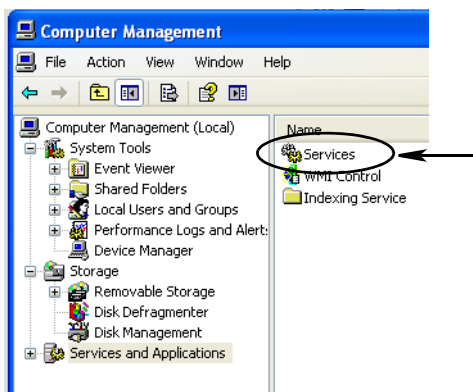 Computer Management
File Action View Window Help
Computer Management (Local)
System Tools
Event Viewer
Shared Folders
Local Users and Groups
Performance Logs and Alert
Device Manager
Storage
Removable Storage
Disk Defragmenter
Disk Management
Services and Applications
Name
Services
WMI Control
Indexing Service